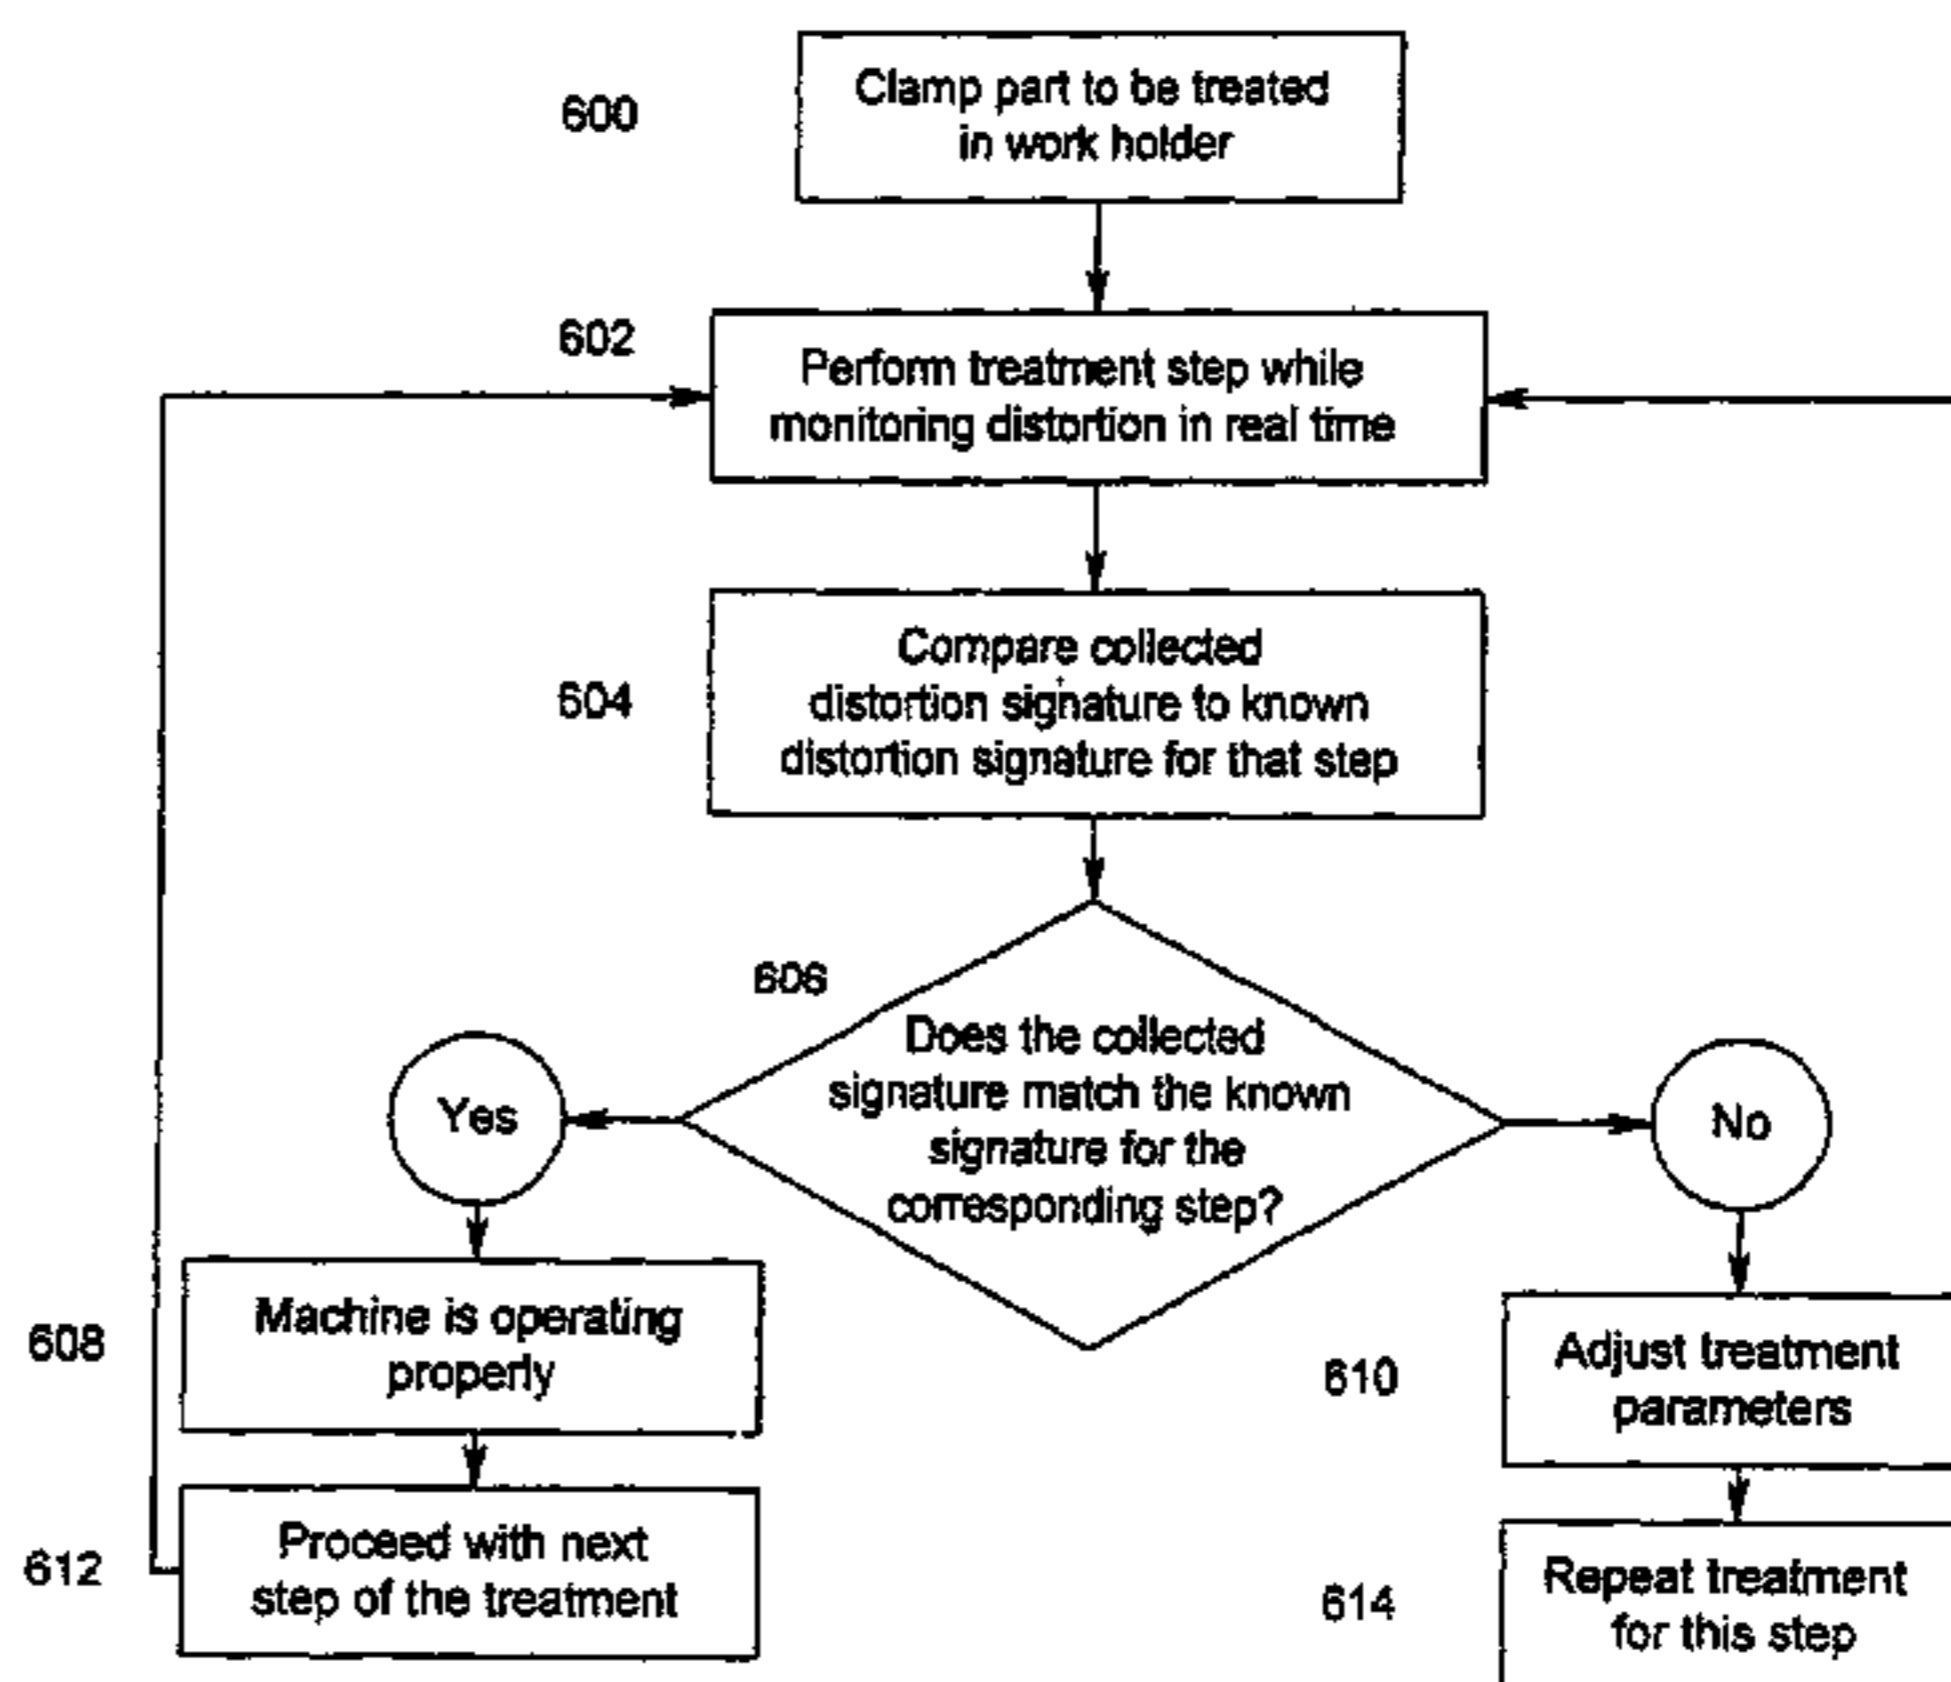 600
Clamp part to be treated
in work holder
602
Perform treatment step while
monitoring distortion in real time
604
Compare collected
distortion signature to known
distortion signature for that step
606
Does the collected
signature match the known
signature for the
corresponding step?
Yes
No
608
Machine is operating
properly
610
Adjust treatment
parameters
612
Proceed with next
step of the treatment
614
Repeat treatment
for this step